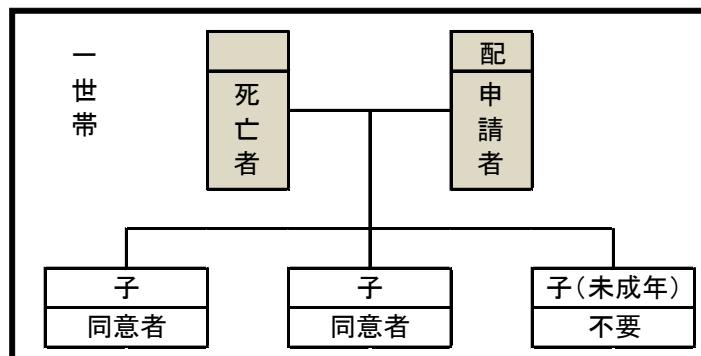 一世帯
配
死亡者
申請者
子
子
子(未成年)
同意者
同意者
不要